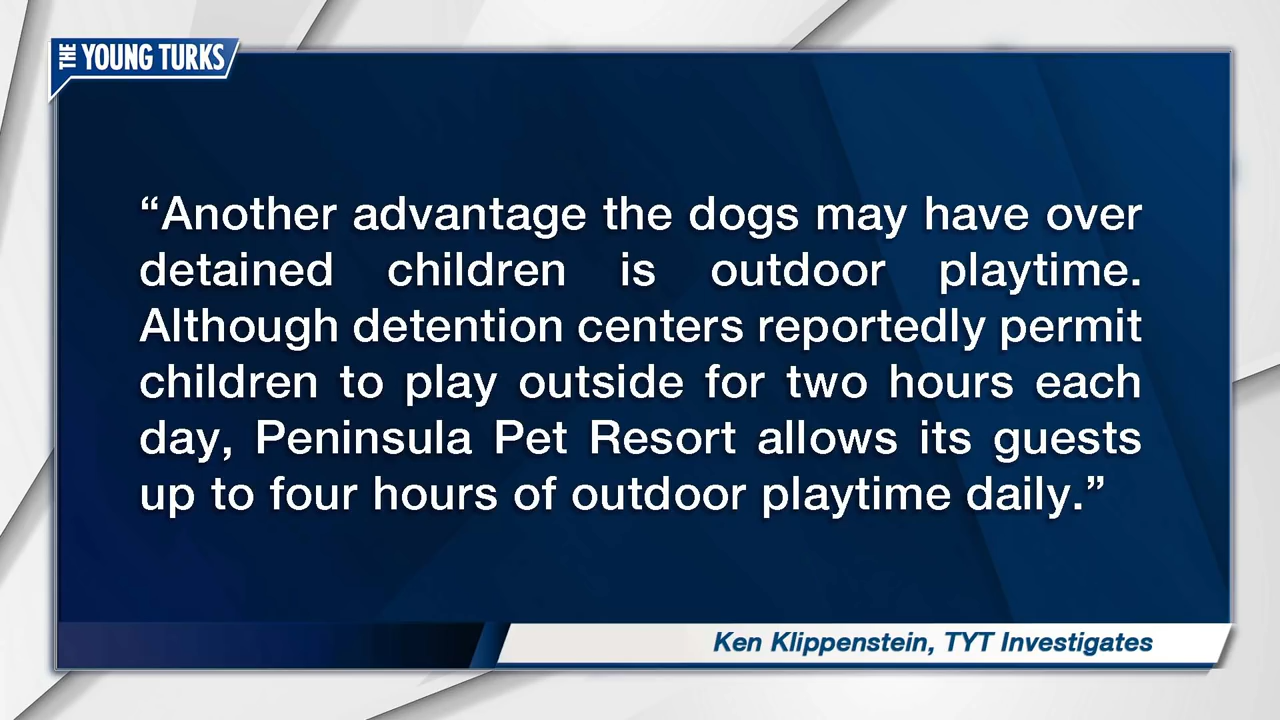 THE YOUNG TURKS
“Another advantage the dogs may have over
detained children is outdoor playtime.
Although detention centers reportedly permit
children to play outside for two hours each
day, Peninsula Pet Resort allows its guests
up to four hours of outdoor playtime daily.”
Ken Klippenstein, TYT Investigates